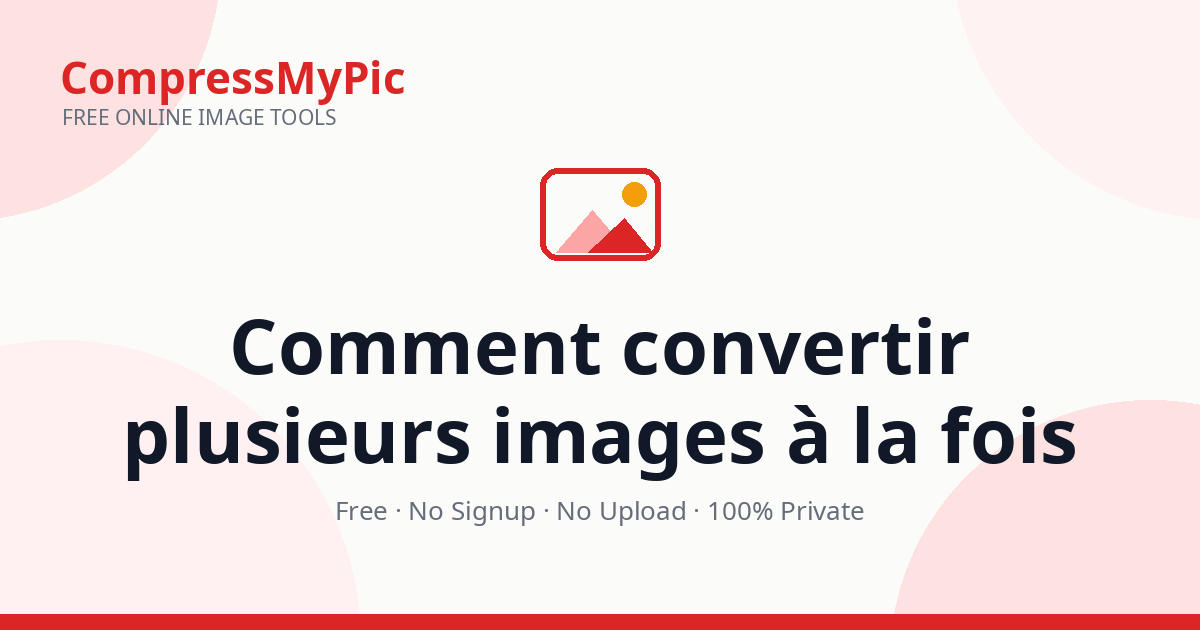 CompressMyPic
FREE ONLINE IMAGE TOOLS
Comment convertir
plusieurs images à la fois
Free · No Signup · No Upload · 100% Private